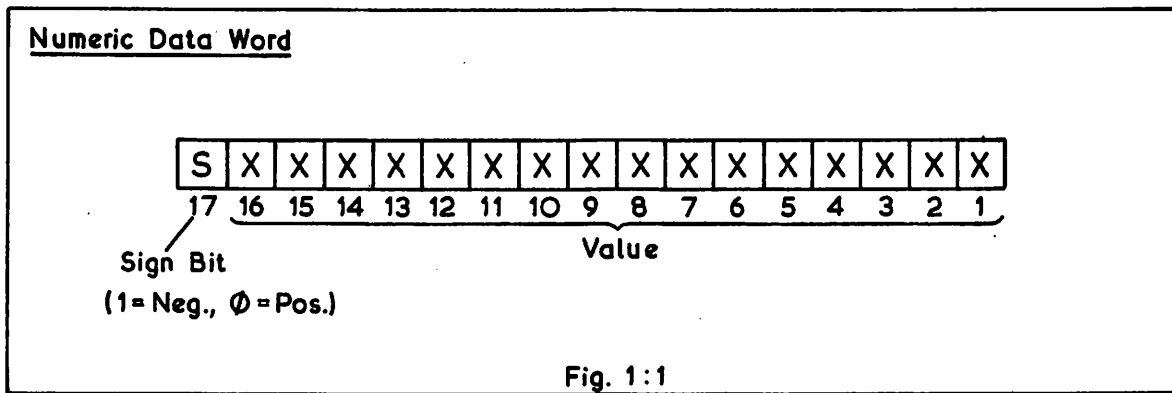 Numeric Data Word
S X X X X X X X X X X X X X X X X
17 16 15 14 13 12 11 10 9 8 7 6 5 4 3 2 1
Value
Sign Bit
(1 = Neg., Ø = Pos.)
Fig. 1:1